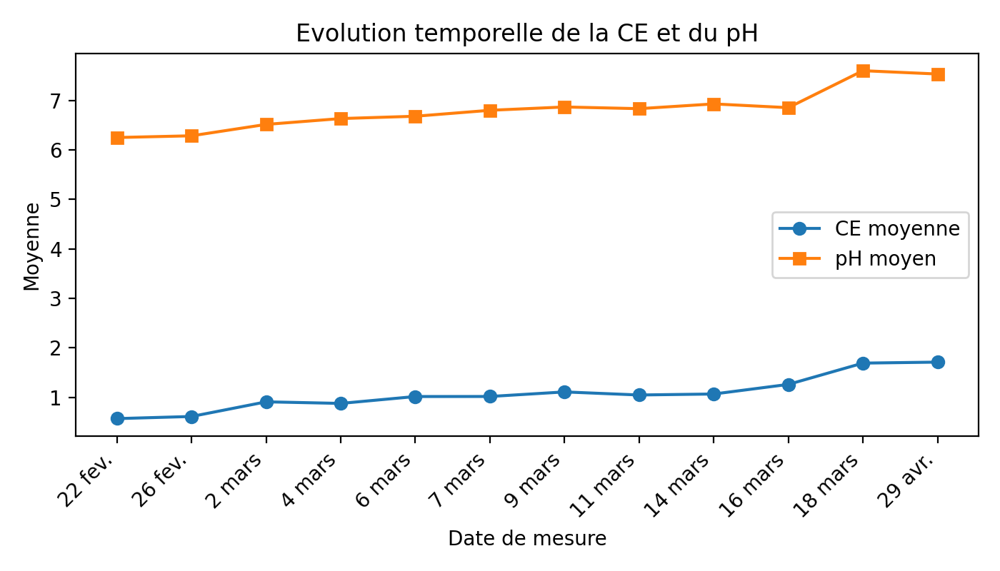 Evolution temporelle de la CE et du pH
Moyenne
7
6
5
4
3
2
1
CE moyenne
pH moyen
22 fev.
26 fev.
2 mars
4 mars
6 mars
7 mars
9 mars
11 mars
14 mars
16 mars
18 mars
29 avr.
Date de mesure